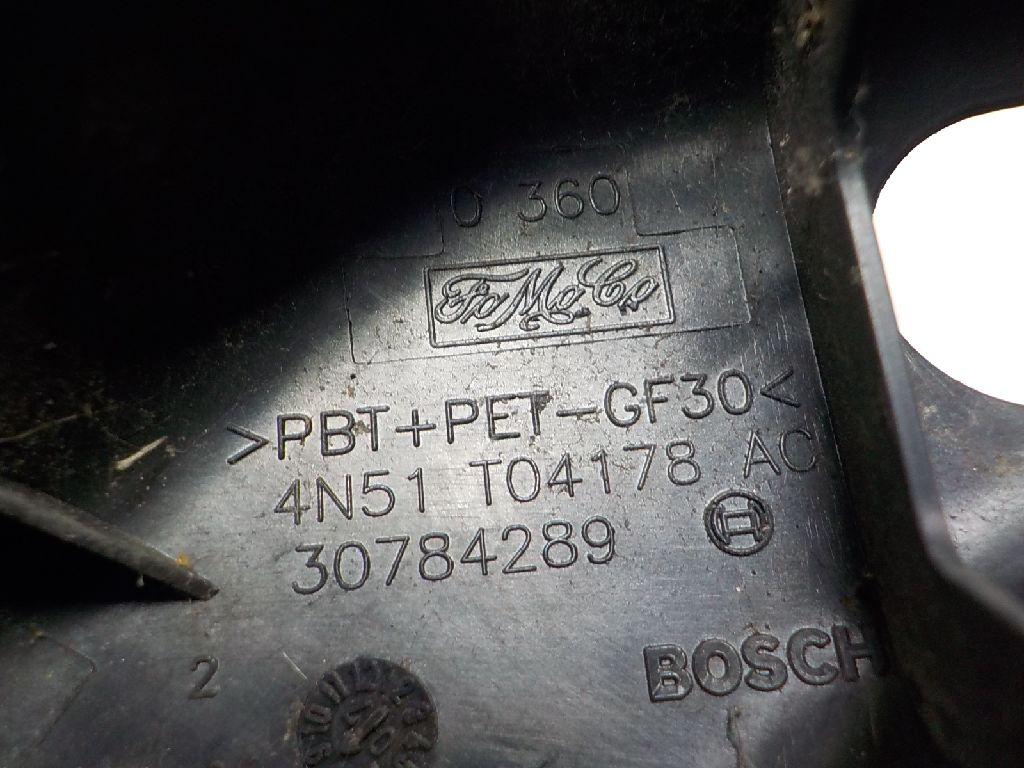 0 360
FoMoCo
>PBT+PET-GF30<
4N51 T04178 AC
30784289
BOSCH
2